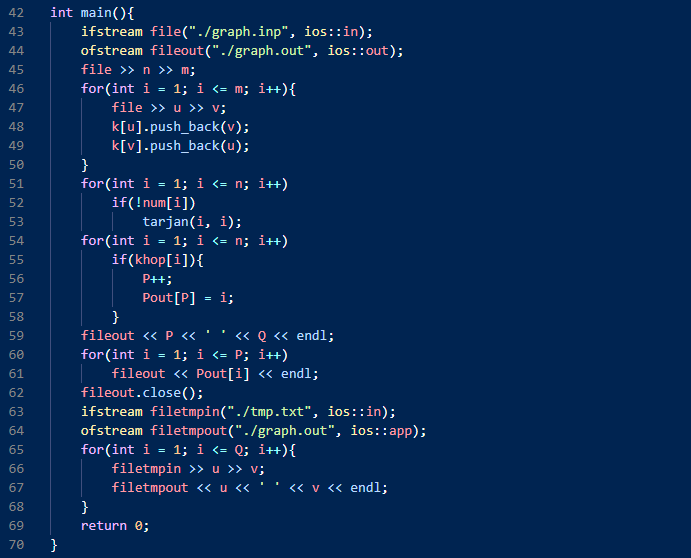 42 int main(){
43     ifstream file("./graph.inp", ios::in);
44     ofstream fileout("./graph.out", ios::out);
45     file >> n >> m;
46     for(int i = 1; i <= m; i++){
47         file >> u >> v;
48         k[u].push_back(v);
49         k[v].push_back(u);
50     }
51     for(int i = 1; i <= n; i++)
52         if(!num[i])
53             tarjan(i, i);
54     for(int i = 1; i <= n; i++)
55         if(khop[i]){
56             P++;
57             Pout[P] = i;
58         }
59     fileout << P << ' ' << Q << endl;
60     for(int i = 1; i <= P; i++)
61         fileout << Pout[i] << endl;
62     fileout.close();
63     ifstream filetmpin("./tmp.txt", ios::in);
64     ofstream filetmpout("./graph.out", ios::app);
65     for(int i = 1; i <= Q; i++){
66         filetmpin >> u >> v;
67         filetmpout << u << ' ' << v << endl;
68     }
69     return 0;
70 }